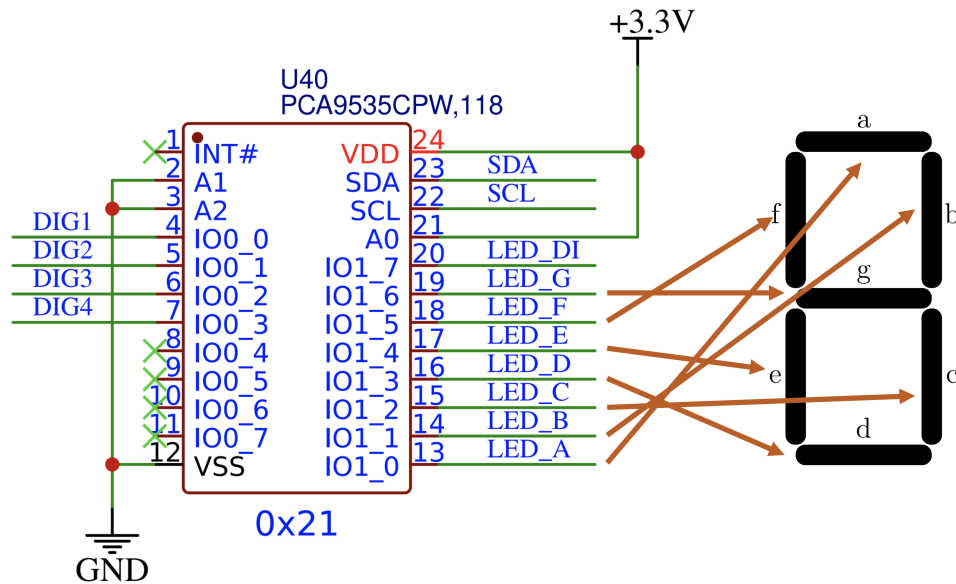 +3.3V
U40
PCA9535CPW,118
1 INT# VDD 24
2 A1 SDA 23 SDA
3 A2 SCL 22 SCL
DIG1 4 IO0_0 A0 21
DIG2 5 IO0_1 IO1_7 20 LED_DI
DIG3 6 IO0_2 IO1_6 19 LED_G
DIG4 7 IO0_3 IO1_5 18 LED_F
8 IO0_4 IO1_4 17 LED_E
9 IO0_5 IO1_3 16 LED_D
10 IO0_6 IO1_2 15 LED_C
11 IO0_7 IO1_1 14 LED_B
12 VSS IO1_0 13 LED_A
0x21
GND
a
f
b
g
e
c
d